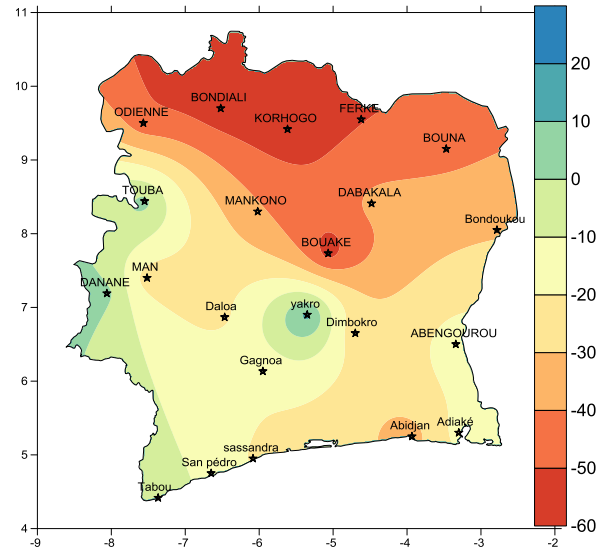 11
20
10
BONDIALI
ODIENNE
FERKE
KORHOGO
10
BOUNA
9
0
TOUBA
MANKONO
DABAKALA
Bondoukou
8
-10
BOUAKE
MAN
DANANE
-20
7
Daloa
yakro
Dimbokro
ABENGOUROU
-30
6
Gagnoa
-40
Abidjan
Adiaké
5
sassandra
San pédro
-50
Tabou
4
-60
-9
-8
-7
-6
-5
-4
-3
-2